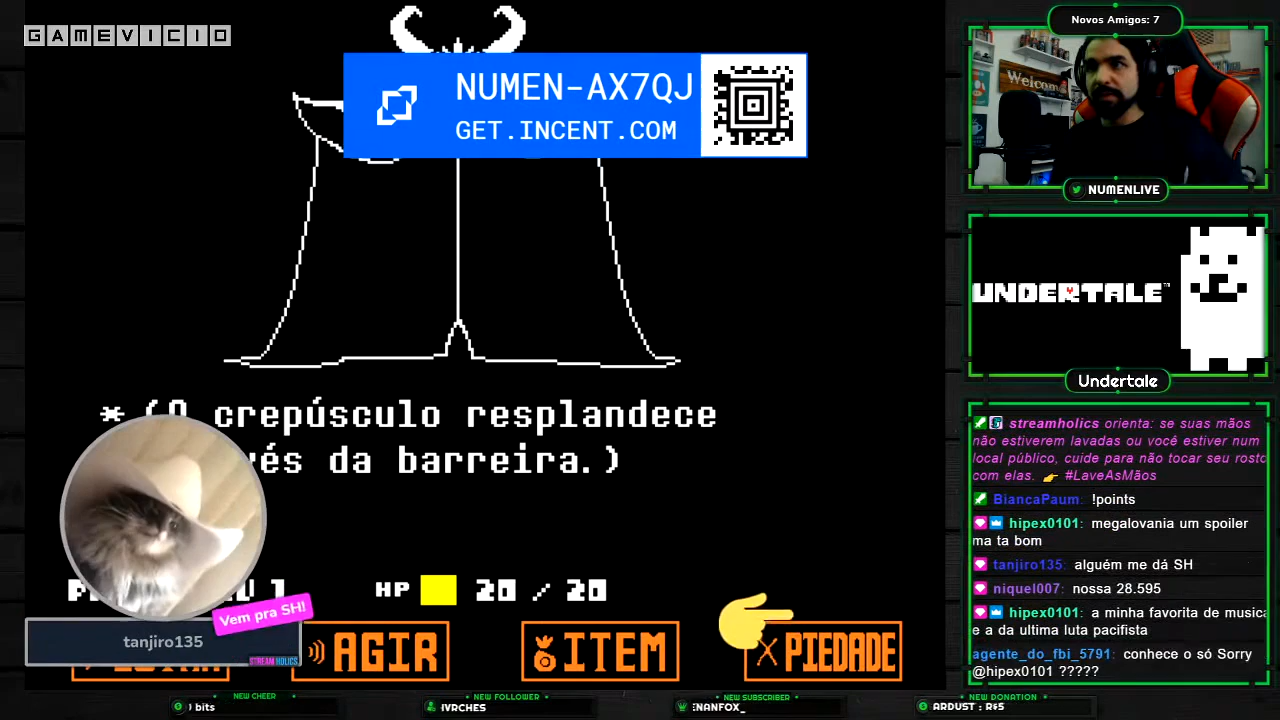 GAMEVICIO
NUMEN-AX7QJ
GET.INCENT.COM
* (O crepúsculo resplandece
vés da barreira.)
HP 20 / 20
Vem pra SH!
tanjiro135
STREAM HOLICS
AGIR
ITEM
PIEDADE
Novos Amigos: 7
Welcome
NUMENLIVE
UNDERTALE™
Undertale
streamholics orienta: se suas mãos
não estiverem lavadas ou você estiver num
local público, cuide para não tocar seu rosto
com elas. 👉 #LaveAsMãos
BiancaPaum: !points
hipex0101: megalovania um spoiler
ma ta bom
tanjiro135: alguém me dá SH
niquel007: nossa 28.595
hipex0101: a minha favorita de musica
e a da ultima luta pacifista
agente_do_fbi_5791: conhece o só Sorry
@hipex0101 ?????
NEW CHEER
) bits
NEW FOLLOWER
IVRCHES
NEW SUBSCRIBER
ENANFOX_
NEW DONATION
ARDUST : R$5